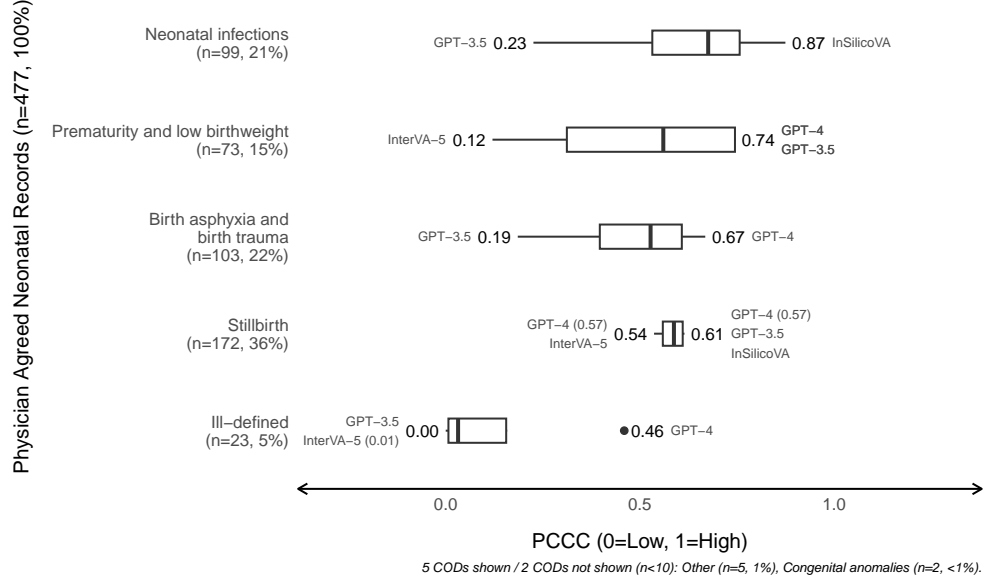 Physician Agreed Neonatal Records (n=477, 100%)
Neonatal infections
(n=99, 21%)
GPT−3.5 0.23
0.87 InSilicoVA
Prematurity and low birthweight
(n=73, 15%)
InterVA−5 0.12
0.74 GPT−4
GPT−3.5
Birth asphyxia and
birth trauma
(n=103, 22%)
GPT−3.5 0.19
0.67 GPT−4
Stillbirth
(n=172, 36%)
GPT−4 (0.57)
InterVA−5
0.54
0.61
GPT−4 (0.57)
GPT−3.5
InSilicoVA
Ill−defined
(n=23, 5%)
GPT−3.5
InterVA−5 (0.01)
0.00
0.46 GPT−4
0.0 0.5 1.0
PCCC (0=Low, 1=High)
5 CODs shown / 2 CODs not shown (n<10): Other (n=5, 1%), Congenital anomalies (n=2, <1%).